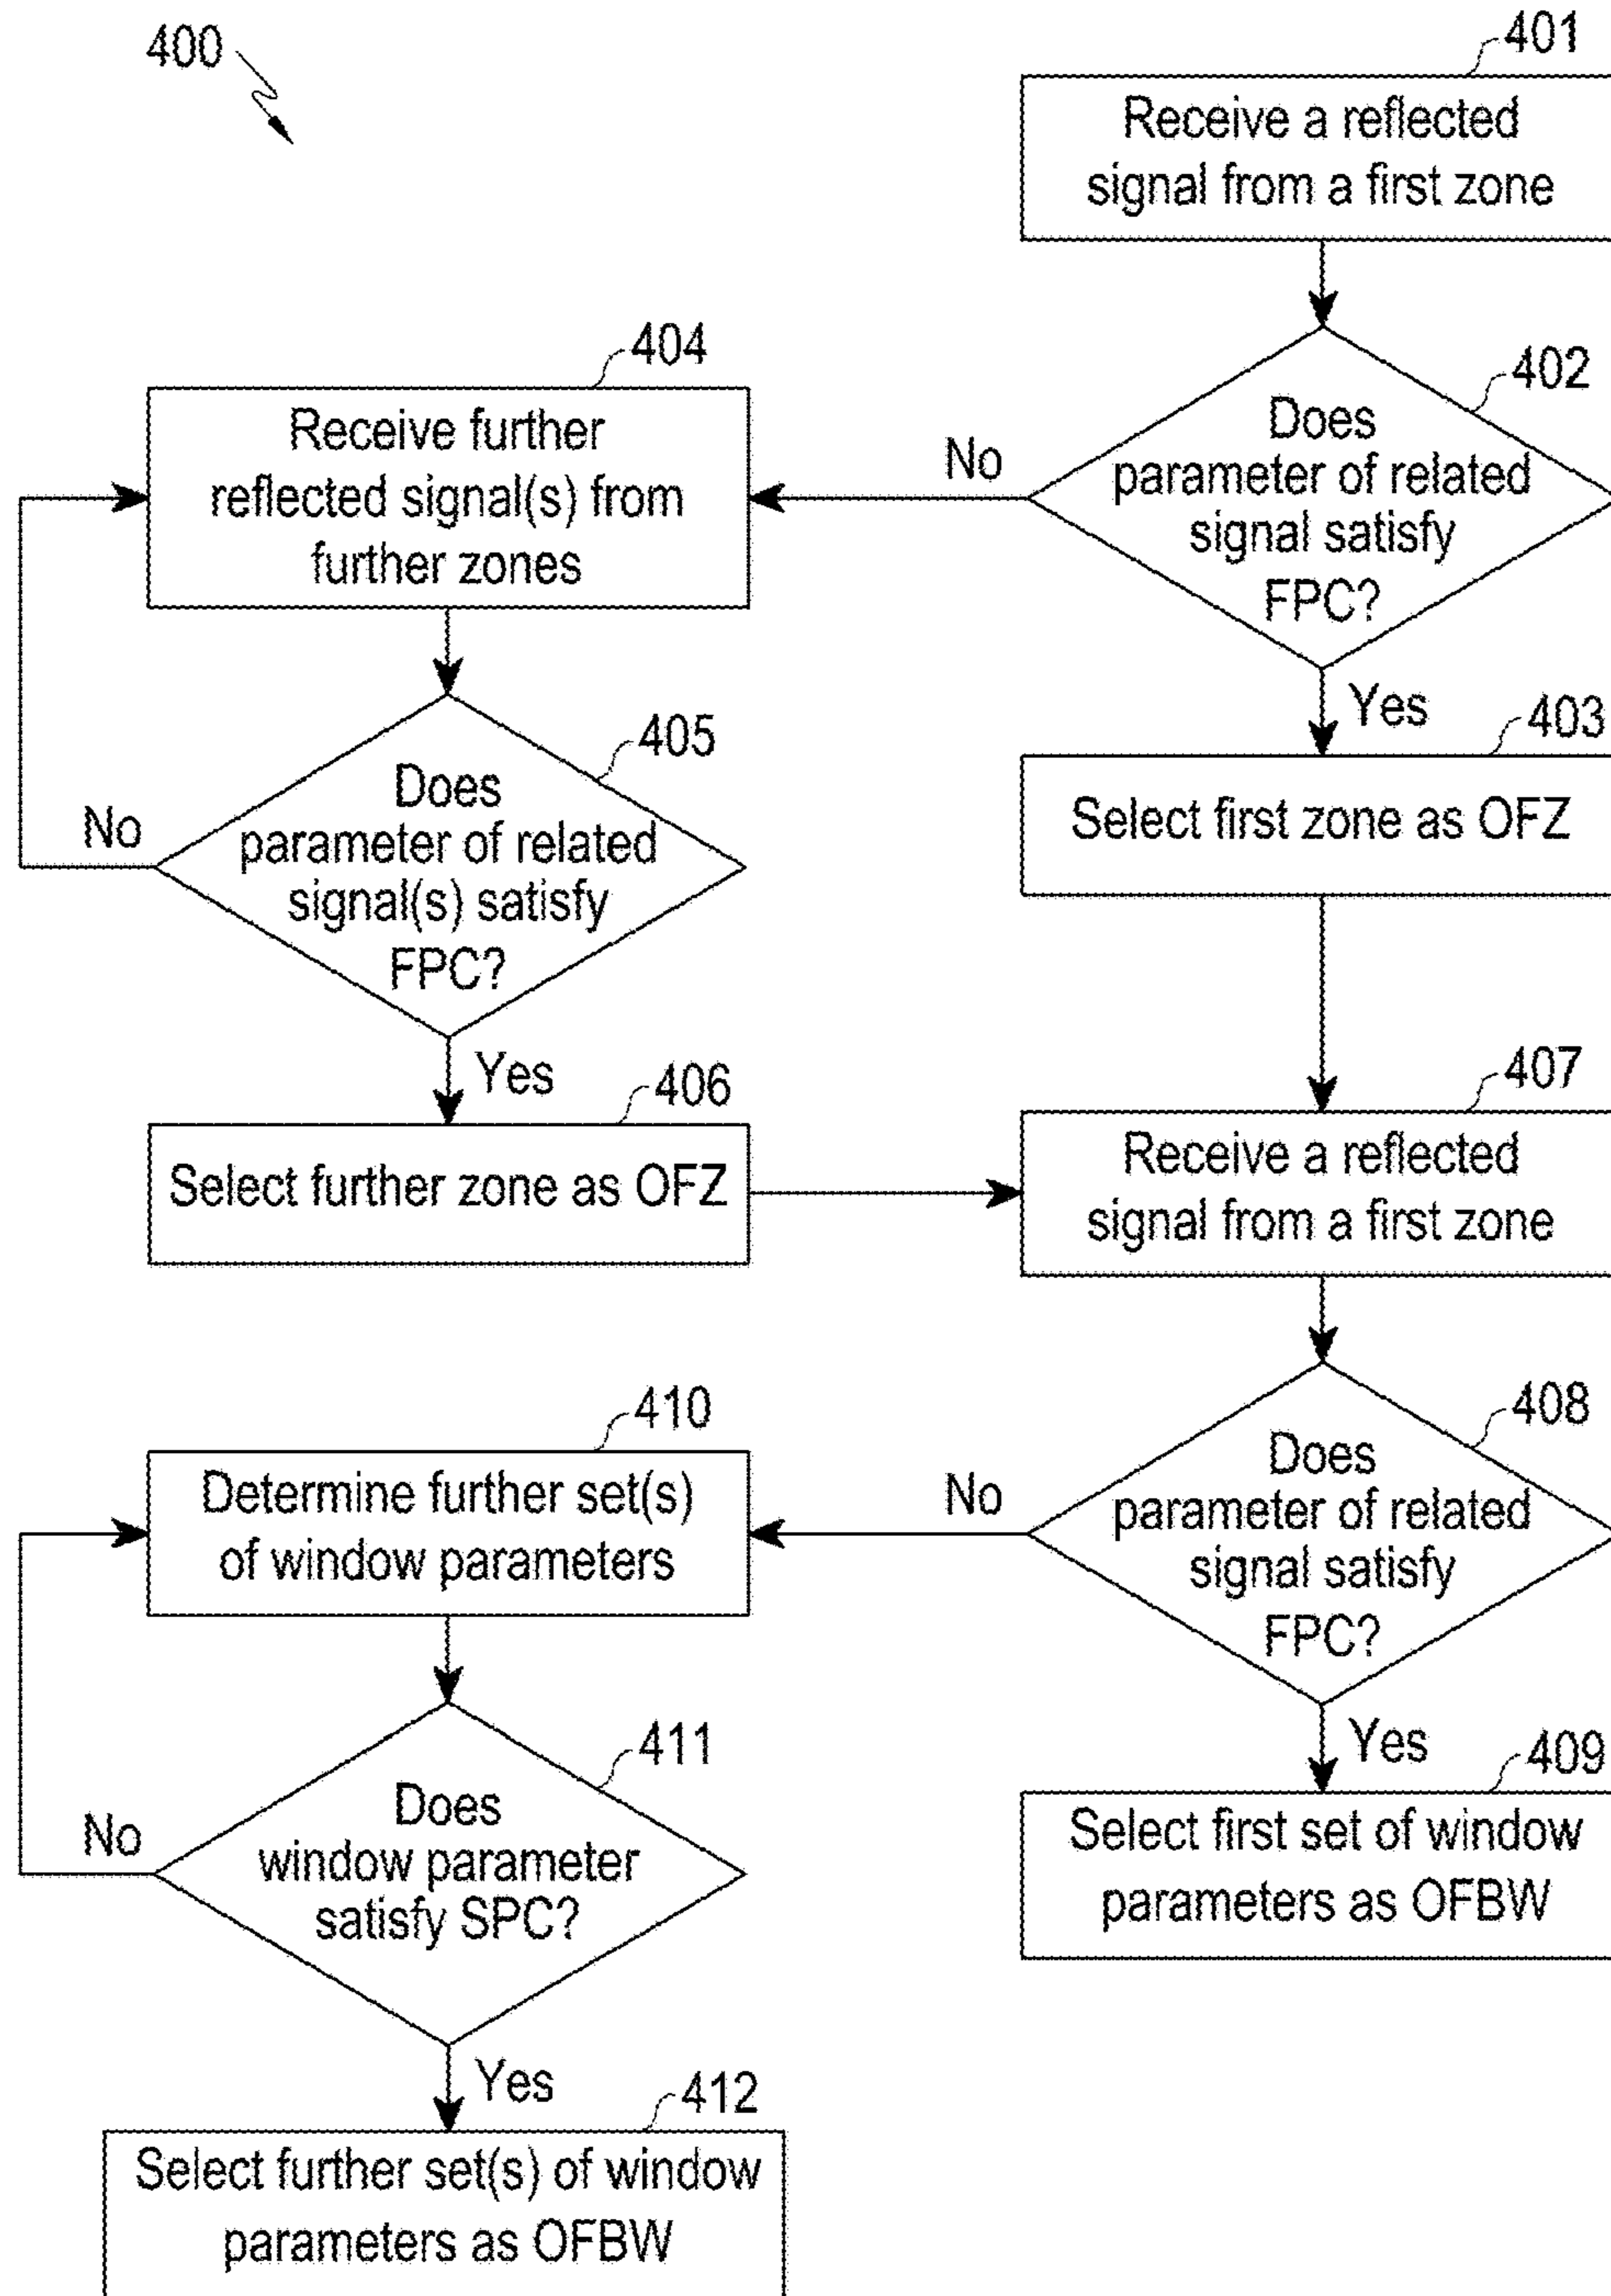 400
401
Receive a reflected
signal from a first zone
402
Does
parameter of related
signal satisfy
FPC?
No
Yes
404
Receive further
reflected signal(s) from
further zones
405
Does
parameter of related
signal(s) satisfy
FPC?
No
Yes
403
Select first zone as OFZ
406
Select further zone as OFZ
407
Receive a reflected
signal from a first zone
408
Does
parameter of related
signal satisfy
FPC?
No
Yes
409
Select first set of window
parameters as OFBW
410
Determine further set(s)
of window parameters
411
Does
window parameter
satisfy SPC?
No
Yes
412
Select further set(s) of window
parameters as OFBW